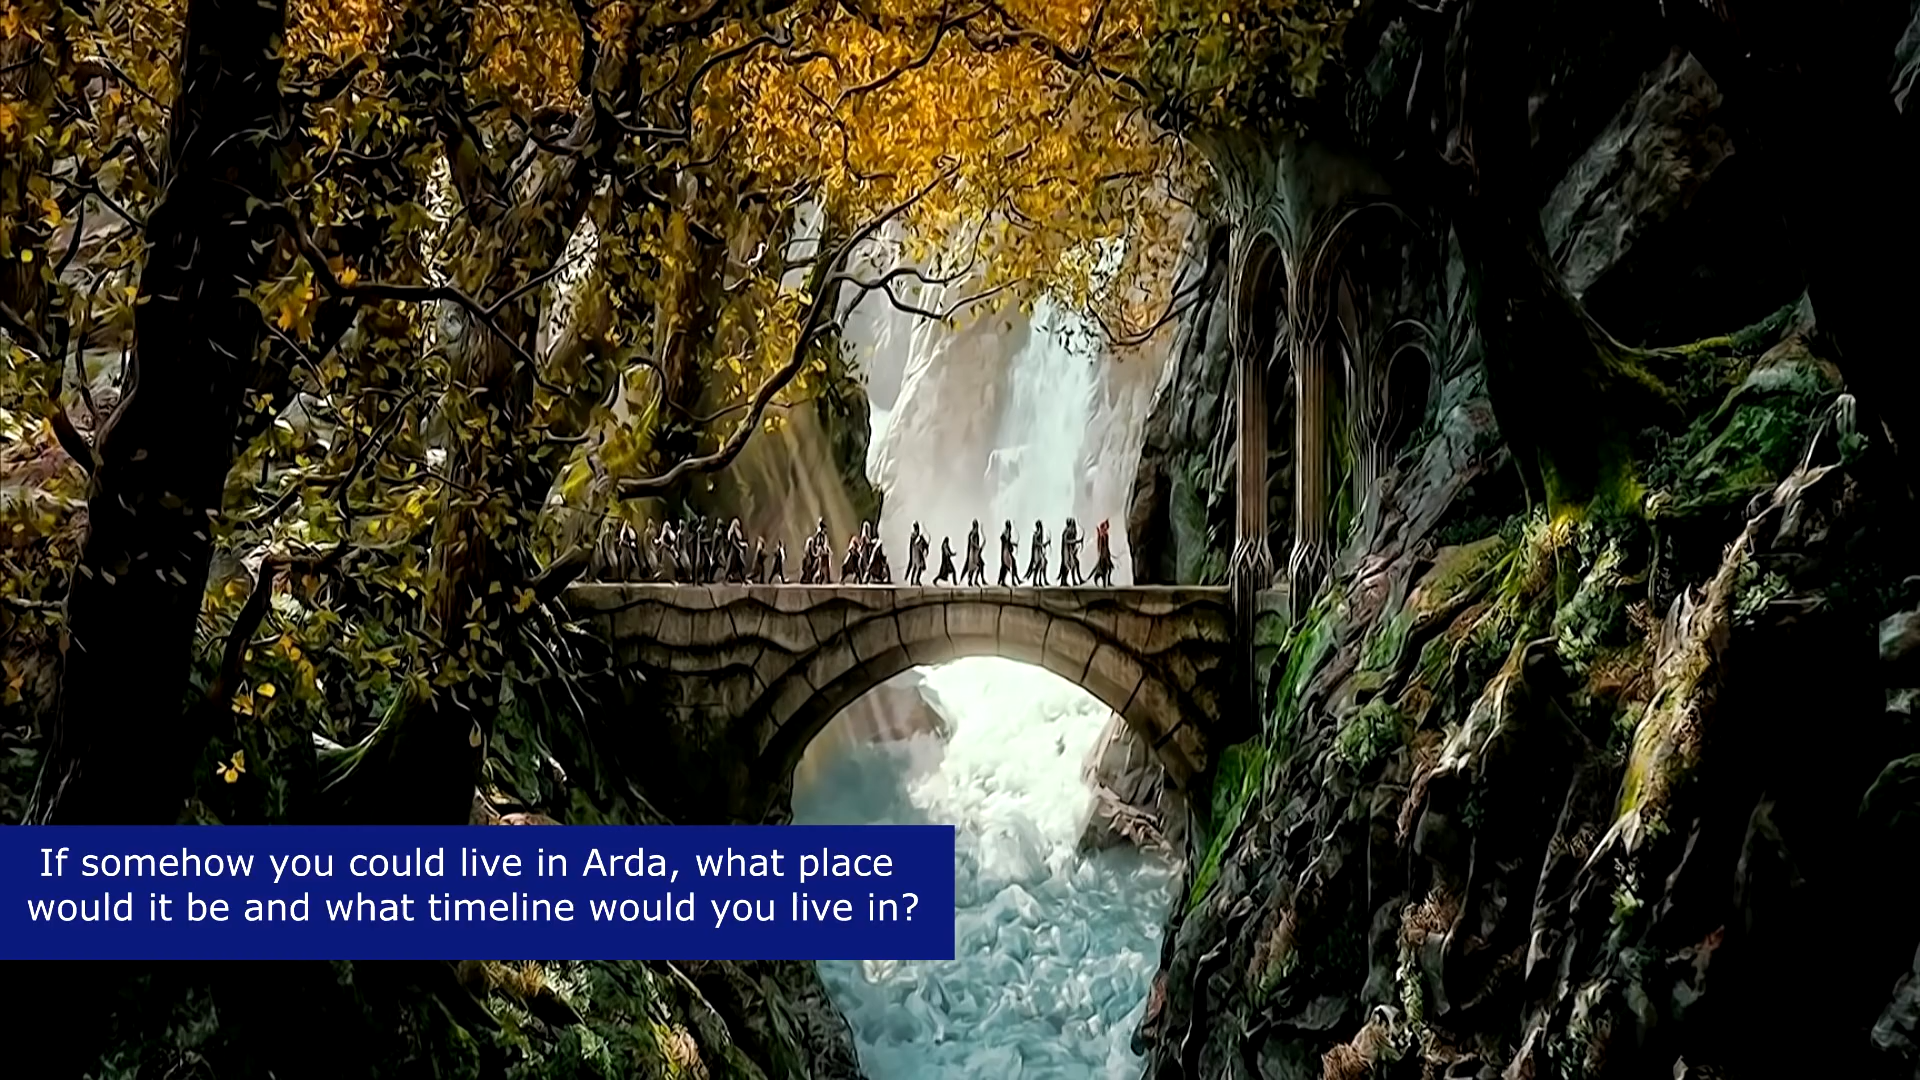 If somehow you could live in Arda, what place
would it be and what timeline would you live in?